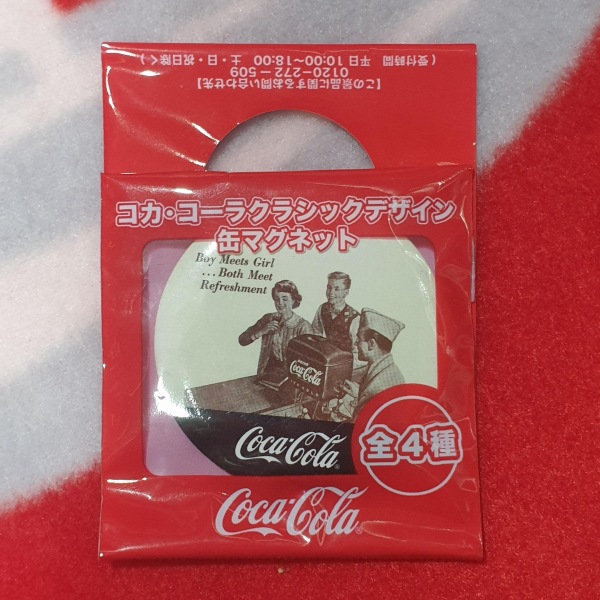 【この景品に関するお問い合わせ先】
0120-272-509
(受付時間 平日 10:00〜18:00 土・日・祝日除く)
コカ・コーラクラシックデザイン
缶マグネット
Boy Meets Girl
...Both Meet
Refreshment
DRINK
Coca-Cola
Coca-Cola
全4種
Coca-Cola